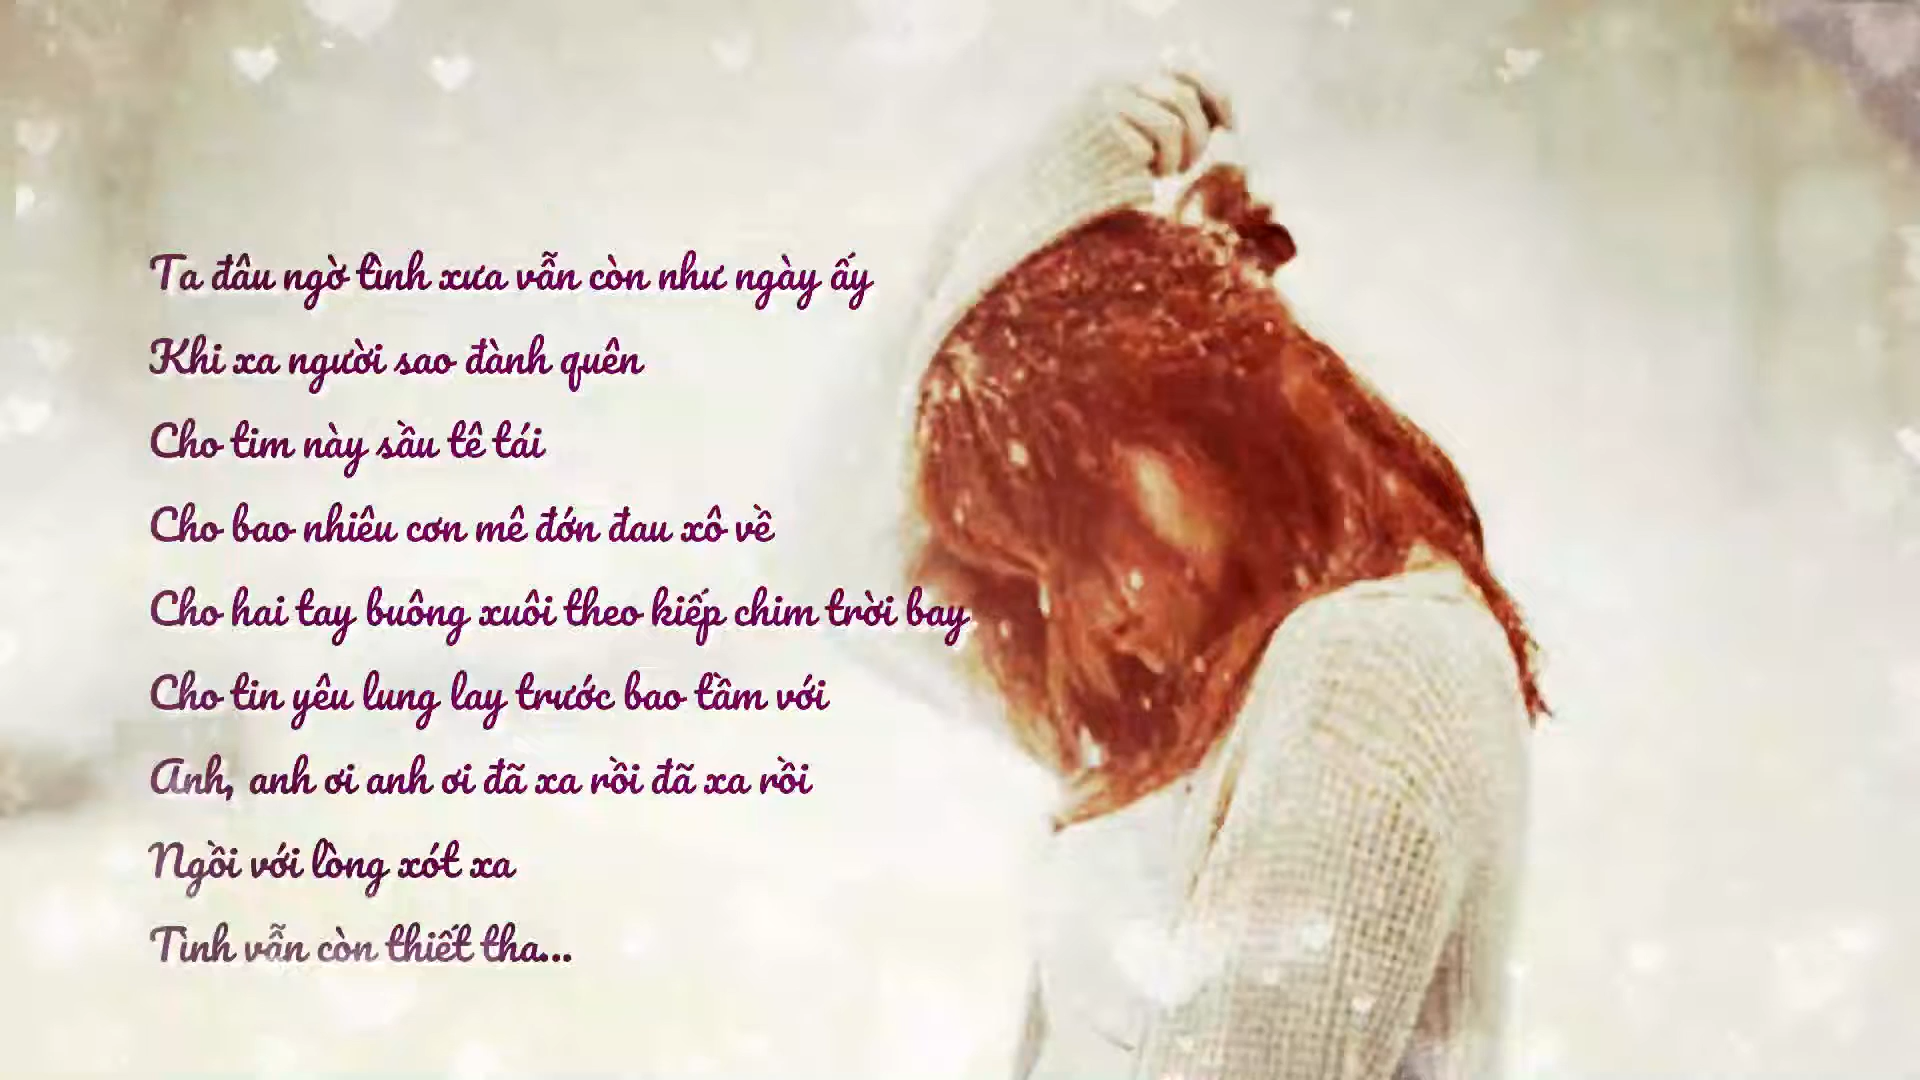 Ta đâu ngờ tình xưa vẫn còn như ngày ấy
Khi xa người sao đành quên
Cho tim này sầu tê tái
Cho bao nhiêu cơn mê đớn đau xô về
Cho hai tay buông xuôi theo kiếp chim trời bay
Cho tin yêu lung lay trước bao tầm với
Anh, anh ơi anh ơi đã xa rồi đã xa rồi
Ngồi với lòng xót xa
Tình vẫn còn thiết tha...